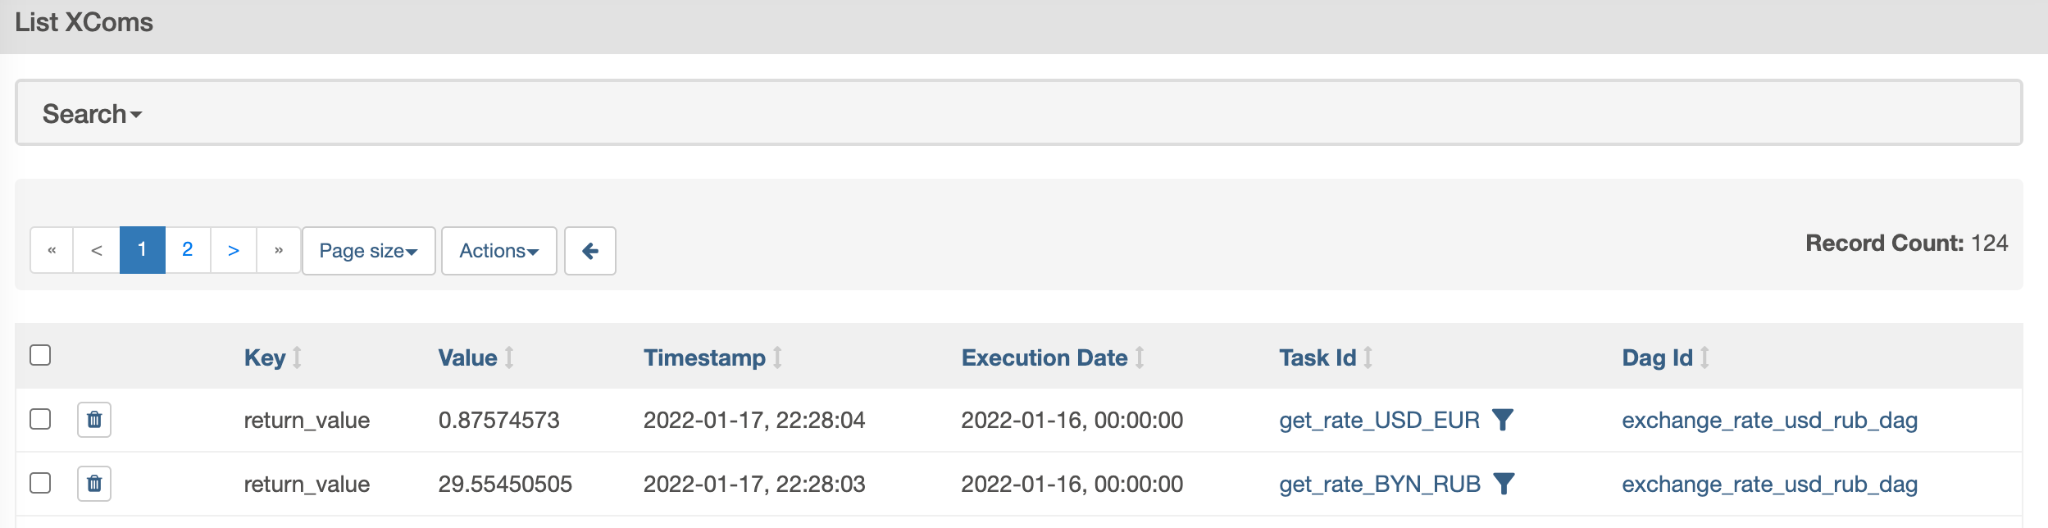 List XComs
Search
« < 1 2 > » Page size Actions
Record Count: 124
Key Value Timestamp Execution Date Task Id Dag Id
return_value 0.87574573 2022-01-17, 22:28:04 2022-01-16, 00:00:00 get_rate_USD_EUR exchange_rate_usd_rub_dag
return_value 29.55450505 2022-01-17, 22:28:03 2022-01-16, 00:00:00 get_rate_BYN_RUB exchange_rate_usd_rub_dag